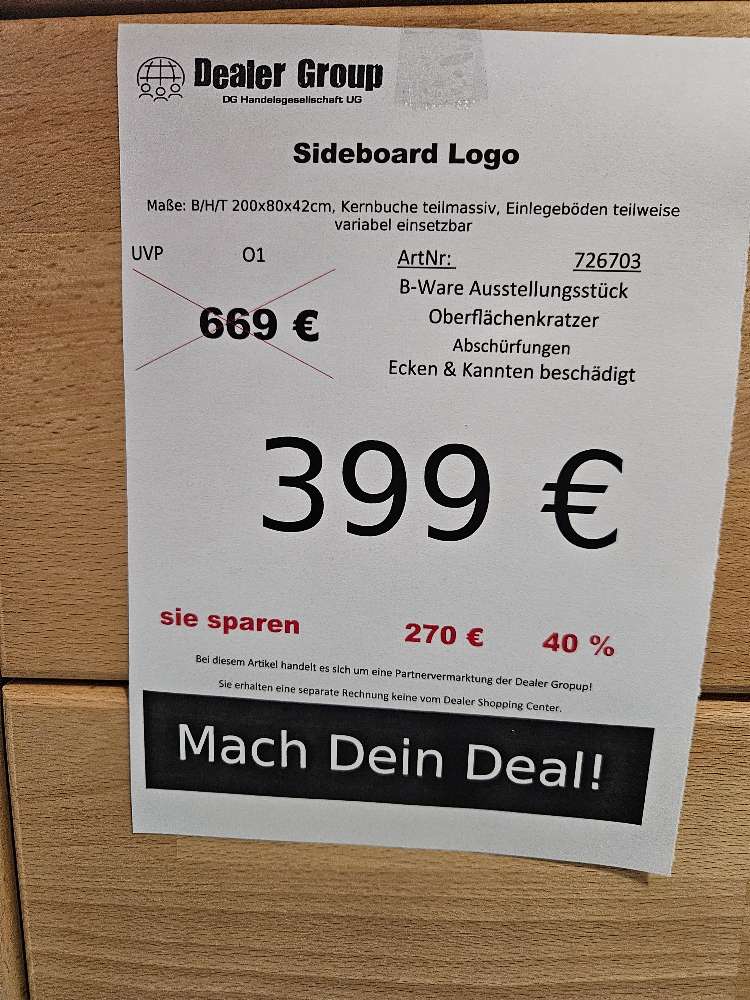 Dealer Group
DG Handelsgesellschaft UG
Sideboard Logo
Maße: B/H/T 200x80x42cm, Kernbuche teilmassiv, Einlegeböden teilweise
variabel einsetzbar
UVP O1 ArtNr: 726703
669 €
B-Ware Ausstellungsstück
Oberflächenkratzer
Abschürfungen
Ecken & Kannten beschädigt
399 €
sie sparen 270 € 40 %
Bei diesem Artikel handelt es sich um eine Partnervermarktung der Dealer Gropup!
Sie erhalten eine separate Rechnung keine vom Dealer Shopping Center.
Mach Dein Deal!